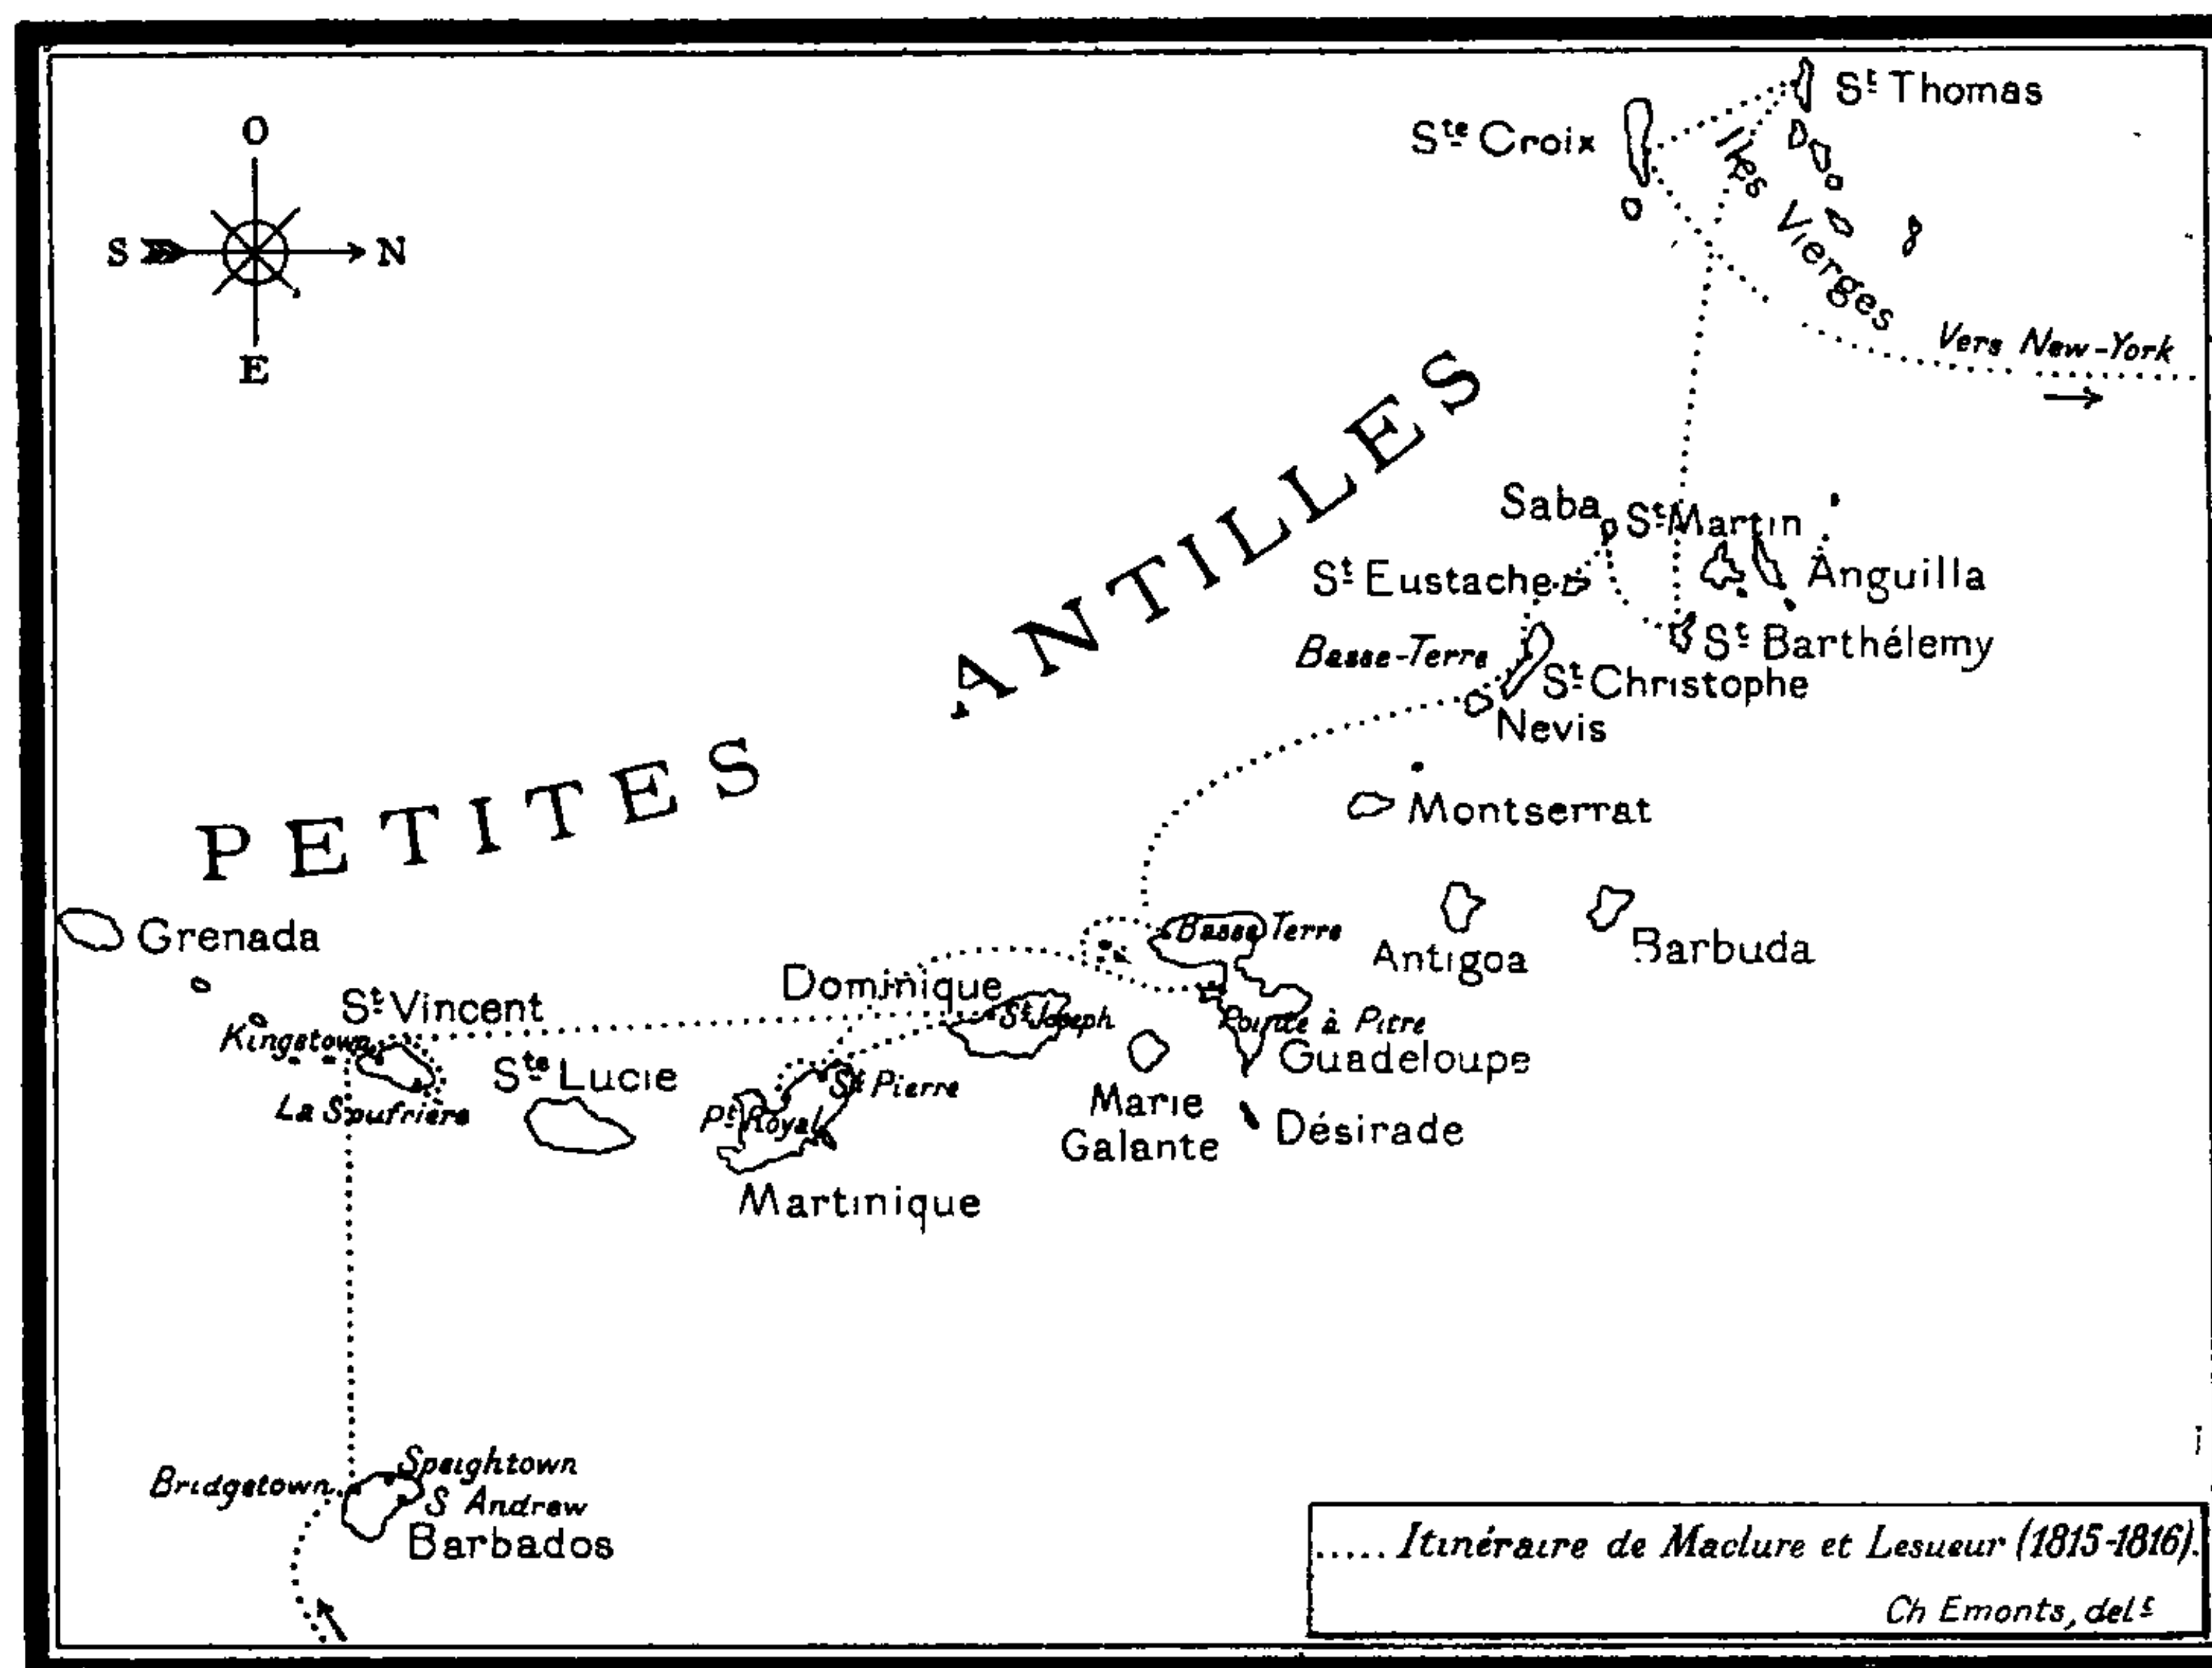 O
S N
E
St Thomas
Ste Croix
Iles Vierges
Vers New-York
PETITES ANTILLES
Saba
St Martin
St Eustache
Anguilla
Basse-Terre
St Barthélemy
St Christophe
Nevis
Montserrat
Grenada
Basse Terre
Antigoa
Barbuda
Dominique
St Vincent
St Joseph
Kingstown
Pointe à Pitre
Guadeloupe
Ste Lucie
St Pierre
La Soufrière
Pt Royal
Marie
Galante
Désirade
Martinique
Speightown
Bridgetown
S Andrew
Barbados
..... Itinéraire de Maclure et Lesueur (1815-1816).
Ch Emonts, delt